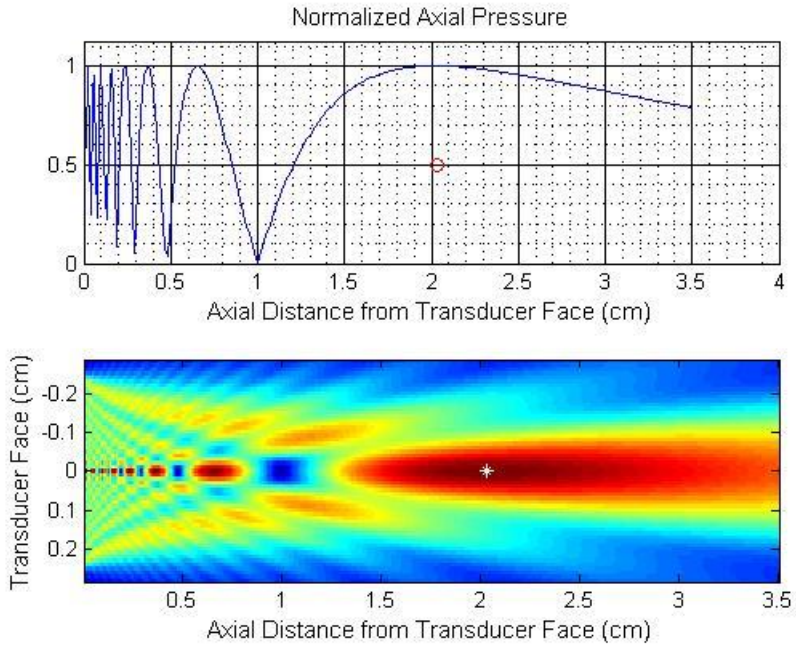 Normalized Axial Pressure
1
0.5
0
0 0.5 1 1.5 2 2.5 3 3.5 4
Axial Distance from Transducer Face (cm)
Transducer Face (cm)
-0.2
-0.1
0
0.1
0.2
0.5 1 1.5 2 2.5 3 3.5
Axial Distance from Transducer Face (cm)